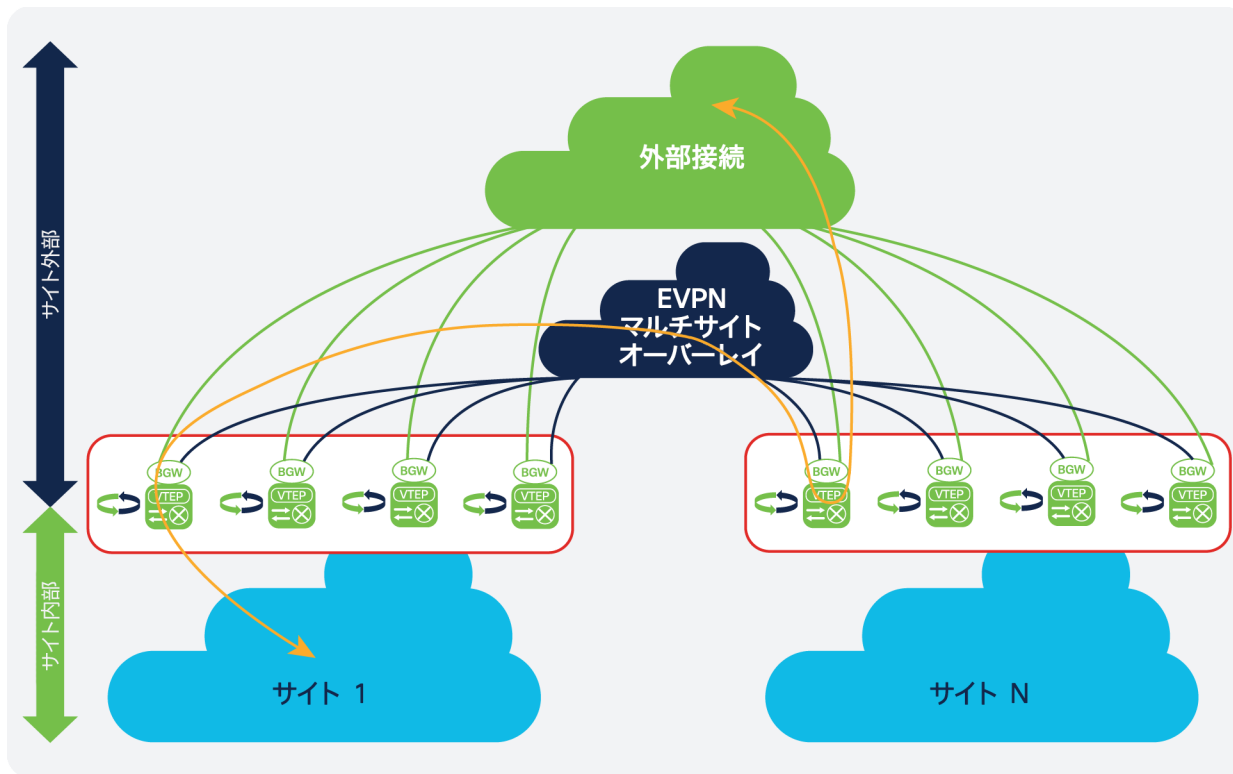 外部接続
サイト外部
EVPN
マルチサイト
オーバーレイ
BGW
BGW
BGW
BGW
BGW
BGW
BGW
BGW
VTEP
VTEP
VTEP
VTEP
VTEP
VTEP
VTEP
VTEP
サイト内部
サイト 1
サイト N